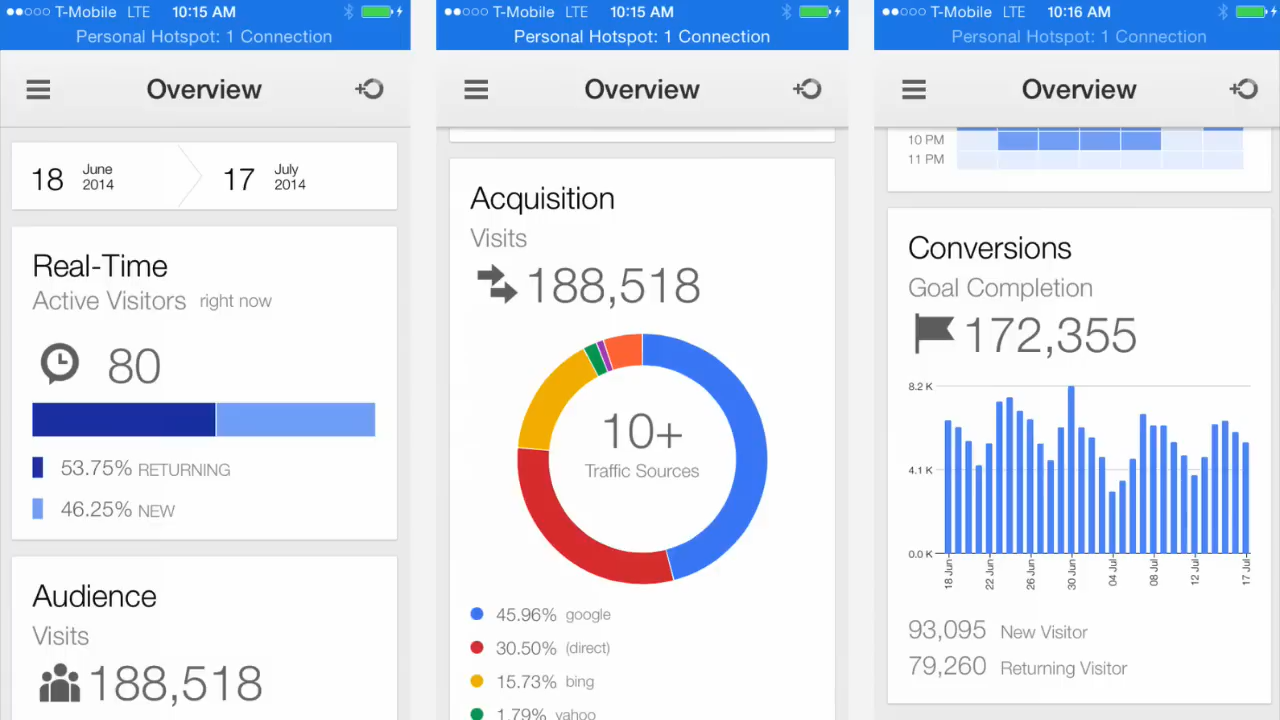 T-Mobile LTE 10:15 AM
Personal Hotspot: 1 Connection
Overview
18 June 2014
17 July 2014
Real-Time
Active Visitors right now
80
53.75% RETURNING
46.25% NEW
Audience
Visits
188,518
T-Mobile LTE 10:15 AM
Personal Hotspot: 1 Connection
Overview
Acquisition
Visits
188,518
10+
Traffic Sources
45.96% google
30.50% (direct)
15.73% bing
1.79% yahoo
T-Mobile LTE 10:16 AM
Personal Hotspot: 1 Connection
Overview
10 PM
11 PM
Conversions
Goal Completion
172,355
8.2 K
4.1 K
0.0 K
18 Jun
22 Jun
26 Jun
30 Jun
04 Jul
08 Jul
12 Jul
17 Jul
93,095 New Visitor
79,260 Returning Visitor